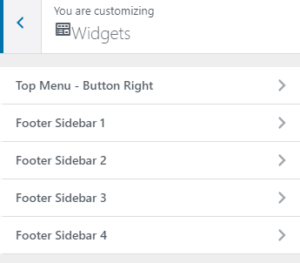 You are customizing
Widgets
Top Menu - Button Right
Footer Sidebar 1
Footer Sidebar 2
Footer Sidebar 3
Footer Sidebar 4